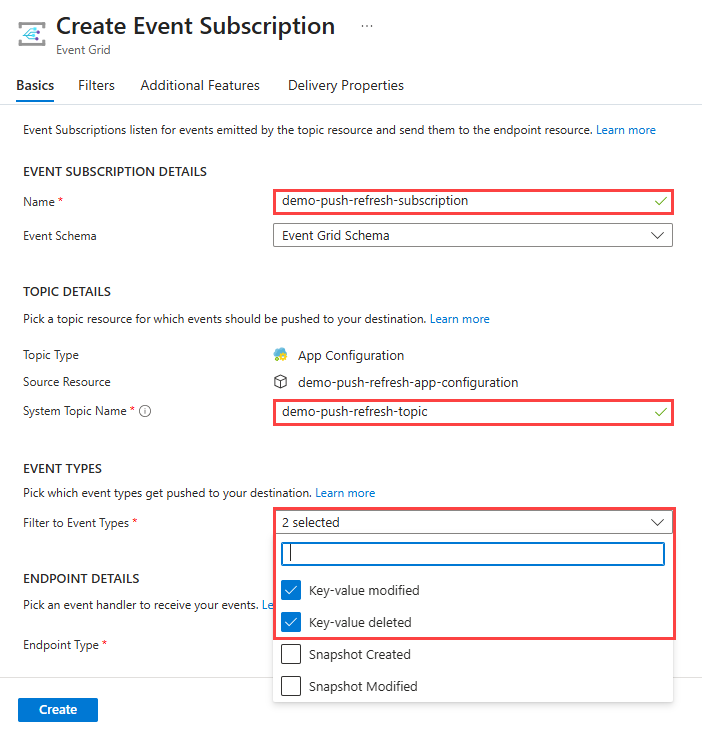 Create Event Subscription ...
Event Grid
Basics Filters Additional Features Delivery Properties
Event Subscriptions listen for events emitted by the topic resource and send them to the endpoint resource. Learn more
EVENT SUBSCRIPTION DETAILS
Name * demo-push-refresh-subscription
Event Schema Event Grid Schema
TOPIC DETAILS
Pick a topic resource for which events should be pushed to your destination. Learn more
Topic Type App Configuration
Source Resource demo-push-refresh-app-configuration
System Topic Name * demo-push-refresh-topic
EVENT TYPES
Pick which event types get pushed to your destination. Learn more
Filter to Event Types * 2 selected
ENDPOINT DETAILS
Key-value modified
Pick an event handler to receive your events. Le
Key-value deleted
Endpoint Type *
Snapshot Created
Snapshot Modified
Create